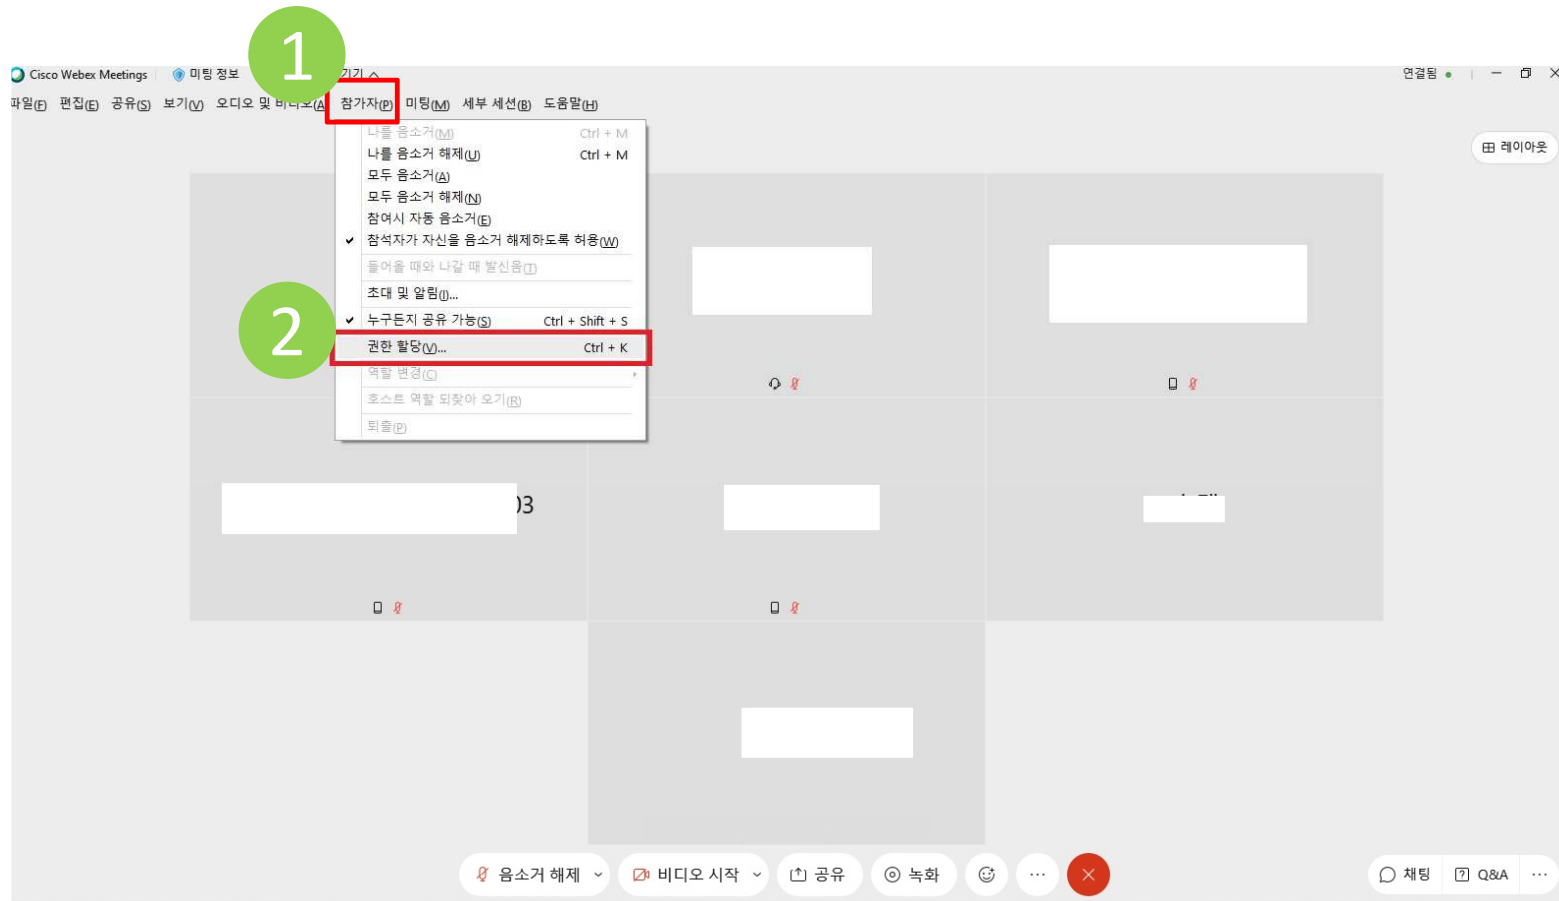 1
Cisco Webex Meetings 미팅 정보 연결됨
편집(E) 공유(S) 보기(V) 오디오 및 참가자(P) 미팅(M) 세부 세션(B) 도움말(H)
나를 음소거(M) Ctrl + M
나를 음소거 해제(U) Ctrl + M
모두 음소거(A)
모두 음소거 해제(N)
참여시 자동 음소거(E)
참석자가 자신을 음소거 해제하도록 허용(W)
들어올 때와 나갈 때 발신음(T)
초대 및 알림(I)...
누구든지 공유 가능(S) Ctrl + Shift + S
2
권한 할당(V)... Ctrl + K
역할 변경(C)
호스트 역할 되찾아 오기(R)
퇴출(P)
레이아웃
03
음소거 해제 비디오 시작 공유 녹화 채팅 Q&A